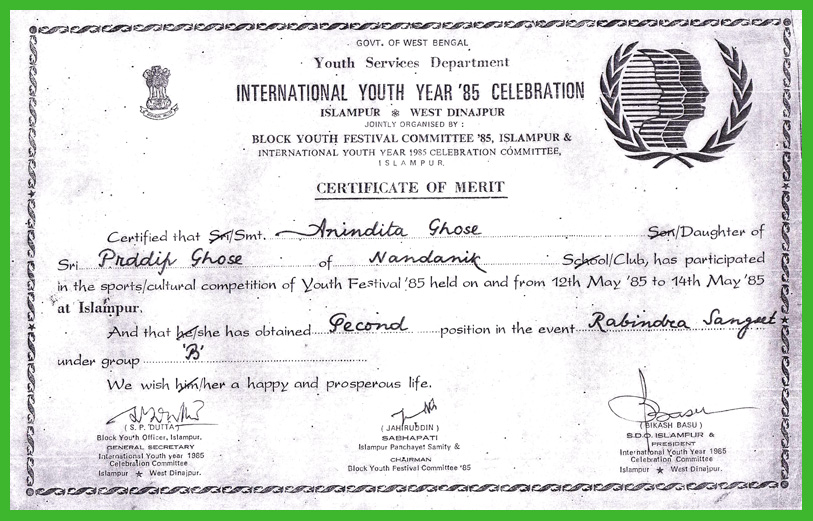 GOVT. OF WEST BENGAL
Youth Services Department
INTERNATIONAL YOUTH YEAR '85 CELEBRATION
ISLAMPUR ❋ WEST DINAJPUR
JOINTLY ORGANISED BY :
BLOCK YOUTH FESTIVAL COMMITTEE '85, ISLAMPUR &
INTERNATIONAL YOUTH YEAR 1985 CELEBRATION COMMITTEE,
ISLAMPUR.
CERTIFICATE OF MERIT
Certified that Sri/Smt. Anindita Ghose Son/Daughter of
Sri Praddip Ghose of Nandanik School/Club, has participated
in the sports/cultural competition of Youth Festival '85 held on and from 12th May '85 to 14th May '85
at Islampur.
And that he/she has obtained Second position in the event Rabindra Sangeet
under group 'B'
We wish him/her a happy and prosperous life.
( S. P. DUTTA )
Block Youth Officer, Islampur.
GENERAL SECRETARY
International Youth year 1985
Celebration Committee
Islampur ★ West Dinajpur.
(JAHIRUDDIN )
SABHAPATI
Islampur Panchayet Samity &
CHAIRMAN
Block Youth Festival Committee '85
Basu
(BIKASH BASU )
S.D.O. ISLAMPUR &
PRESIDENT
International Youth Year 1985
Celebration Committee
Islampur ★ West Dinajpur.